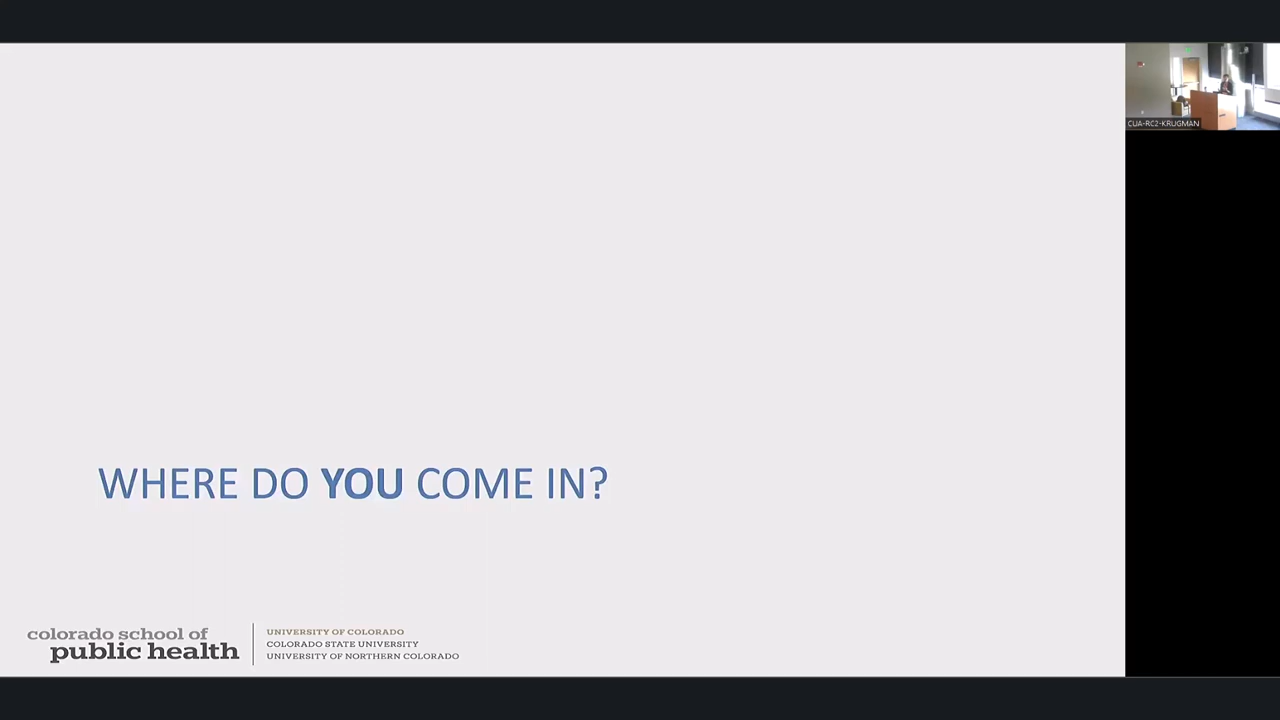 CUA-RC2-KRUGMAN
WHERE DO YOU COME IN?
colorado school of
public health
UNIVERSITY OF COLORADO
COLORADO STATE UNIVERSITY
UNIVERSITY OF NORTHERN COLORADO